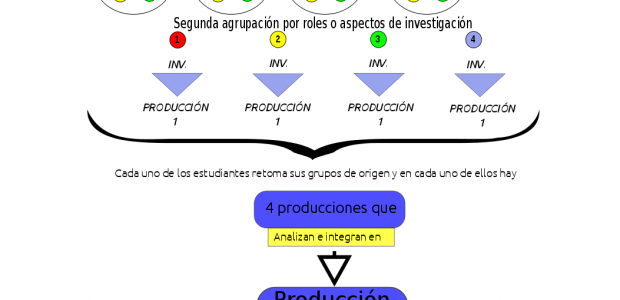 Segunda agrupación por roles o aspectos de investigación
1 2 3 4
INV. INV. INV. INV.
PRODUCCIÓN PRODUCCIÓN PRODUCCIÓN PRODUCCIÓN
1 1 1 1
Cada uno de los estudiantes retoma sus grupos de origen y en cada uno de ellos hay
4 producciones que
Analizan e integran en
Producción